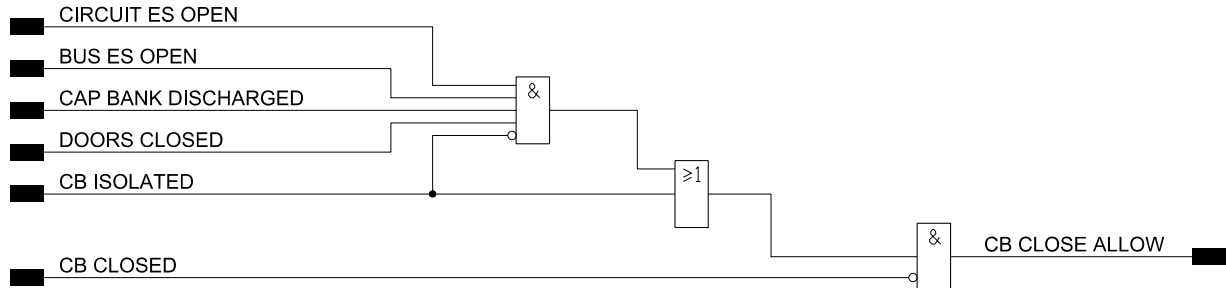 CIRCUIT ES OPEN
BUS ES OPEN
CAP BANK DISCHARGED
&
DOORS CLOSED
CB ISOLATED
≥1
&
CB CLOSE ALLOW
CB CLOSED